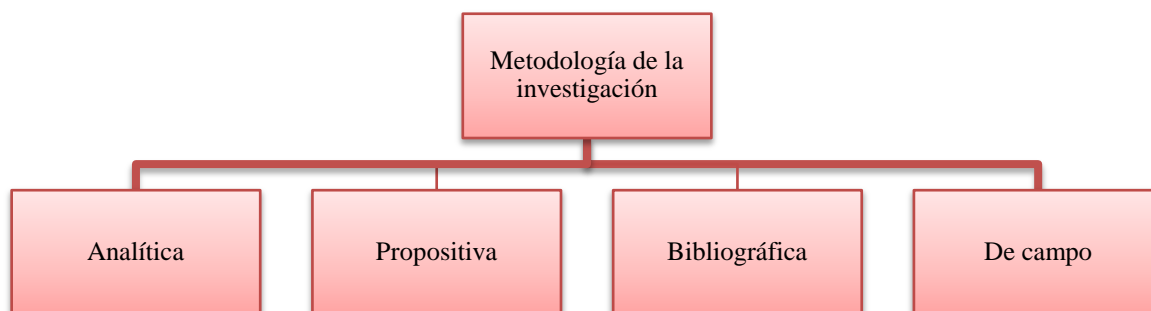 Metodología de la
investigación
Analítica
Propositiva
Bibliográfica
De campo